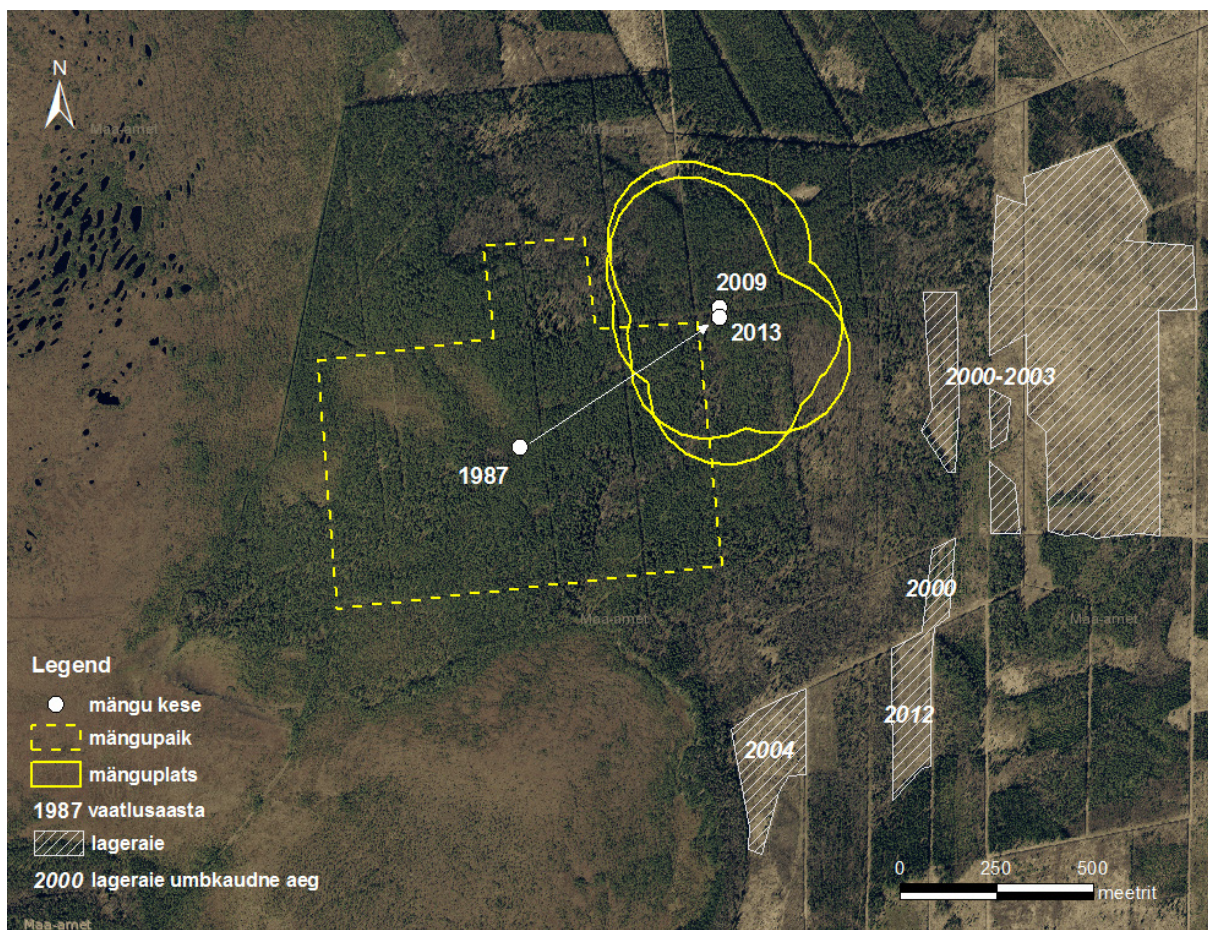 N
Maa-amet
Maa-amet
2009
2013
2000-2003
1987
2000
Maa-amet
Maa-amet
2012
2004
Legend
mängu kese
mängupaik
mänguplats
1987 vaatlusaasta
lageraie
2000 lageraie umbkaudne aeg
0 250 500
meetrit
Maa-amet